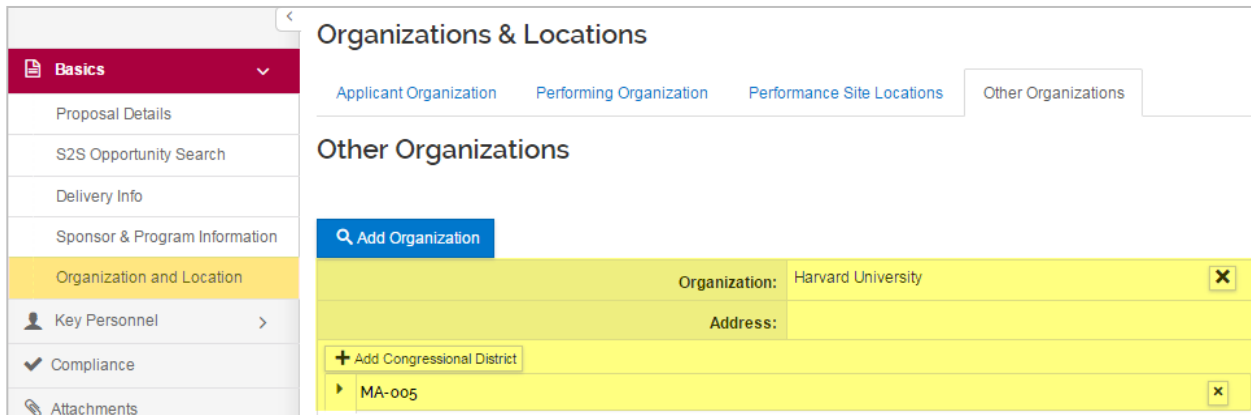 Organizations & Locations
Basics
Proposal Details
S2S Opportunity Search
Delivery Info
Sponsor & Program Information
Organization and Location
Key Personnel
Compliance
Attachments
Applicant Organization Performing Organization Performance Site Locations Other Organizations
Other Organizations
Add Organization
Organization: Harvard University
Address:
Add Congressional District
MA-005